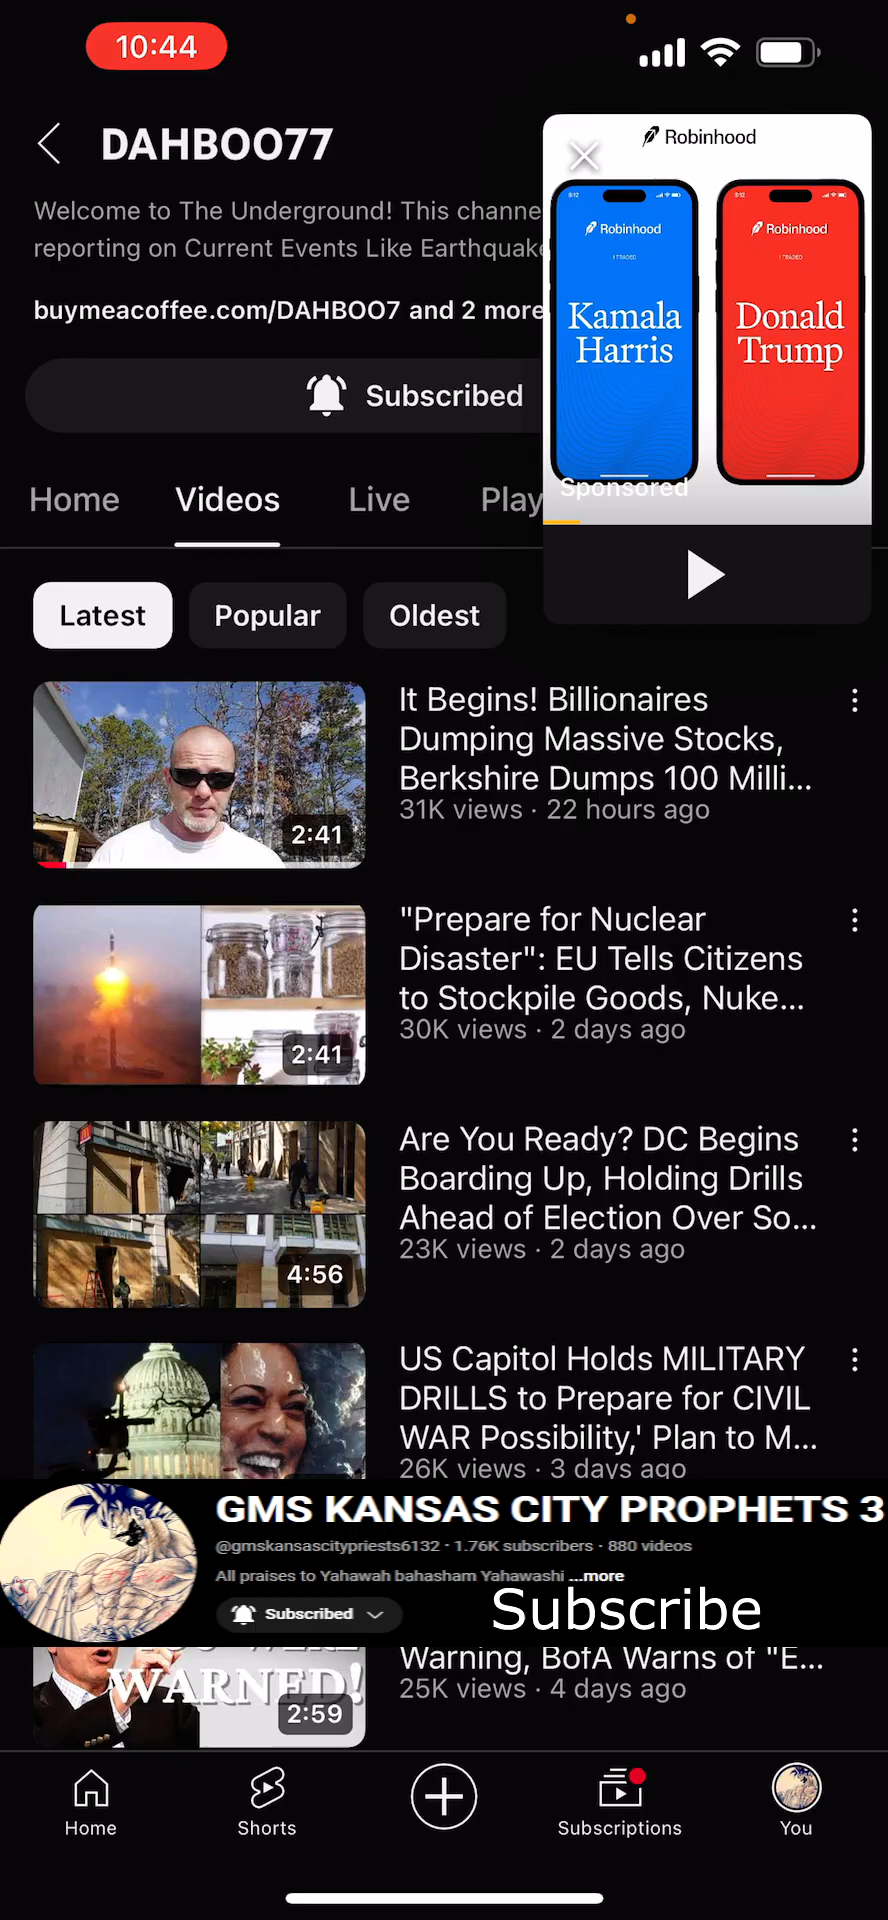 10:44
DAHBOO77
Welcome to The Underground! This channe
reporting on Current Events Like Earthquake
buymeacoffee.com/DAHBOO7 and 2 more
Subscribed
Robinhood
5:12
Robinhood
I TRADED
Kamala
Harris
5:12
Robinhood
I TRADED
Donald
Trump
Sponsored
Home
Videos
Live
Play
Latest
Popular
Oldest
2:41
It Begins! Billionaires
Dumping Massive Stocks,
Berkshire Dumps 100 Milli...
31K views · 22 hours ago
2:41
"Prepare for Nuclear
Disaster": EU Tells Citizens
to Stockpile Goods, Nuke...
30K views · 2 days ago
4:56
Are You Ready? DC Begins
Boarding Up, Holding Drills
Ahead of Election Over So...
23K views · 2 days ago
US Capitol Holds MILITARY
DRILLS to Prepare for CIVIL
WAR Possibility,' Plan to M...
26K views · 3 days ago
GMS KANSAS CITY PROPHETS 3
@gmskansascitypriests6132 · 1.76K subscribers · 880 videos
All praises to Yahawah bahasham Yahawashi ...more
Subscribed
Subscribe
WARNED!
2:59
Warning, BofA Warns of "E...
25K views · 4 days ago
Home
Shorts
Subscriptions
You